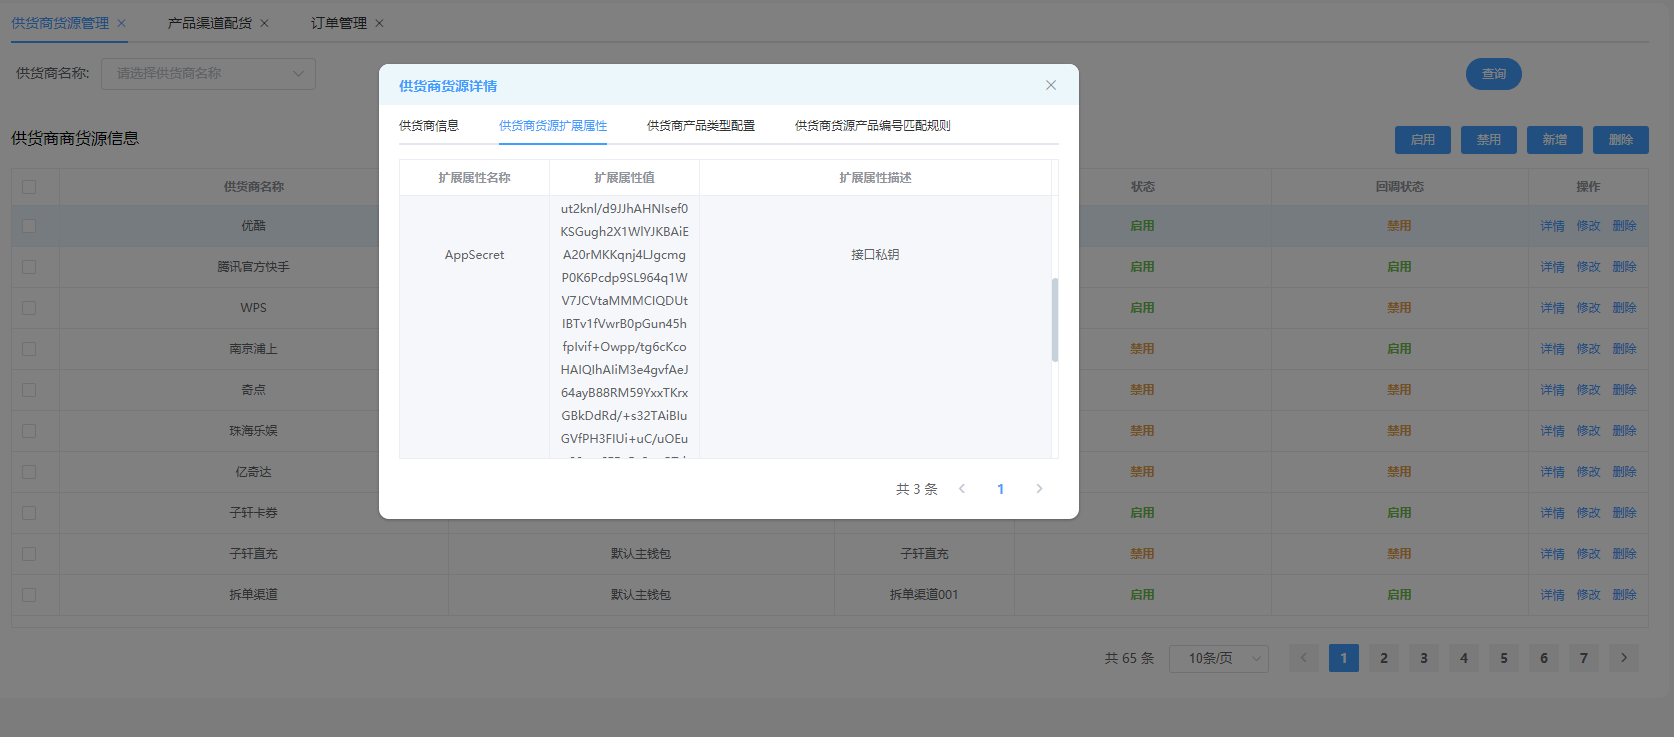 供货商货源管理 × 产品渠道配货 × 订单管理 ×
供货商名称: 请选择供货商名称 查询
供货商商货源信息 启用 禁用 新增 删除
供货商名称 状态 回调状态 操作
优酷 启用 禁用 详情 修改 删除
腾讯官方快手 启用 启用 详情 修改 删除
WPS 启用 禁用 详情 修改 删除
南京浦上 禁用 启用 详情 修改 删除
奇点 禁用 禁用 详情 修改 删除
珠海乐娱 禁用 禁用 详情 修改 删除
亿奇达 禁用 禁用 详情 修改 删除
子轩卡券 启用 启用 详情 修改 删除
子轩直充 默认主钱包 子轩直充 禁用 禁用 详情 修改 删除
拆单渠道 默认主钱包 拆单渠道001 启用 启用 详情 修改 删除
共 65 条 10条/页 1 2 3 4 5 6 7
供货商货源详情
供货商信息 供货商货源扩展属性 供货商产品类型配置 供货商货源产品编号匹配规则
扩展属性名称 扩展属性值 扩展属性描述
ut2knl/d9JJhAHNIsef0
KSGugh2X1WlYJKBAiE
AppSecret A20rMKKqnj4LJgcmg 接口私钥
P0K6Pcdp9SL964q1W
V7JCVtaMMMCIQDUt
IBTv1fVwrB0pGun45h
fpIvif+Owpp/tg6cKco
HAIQIhAIiM3e4gvfAeJ
64ayB88RM59YxxTKrx
GBkDdRd/+s32TAiBIu
GVfPH3FIUi+uC/uOEu
共 3 条 1